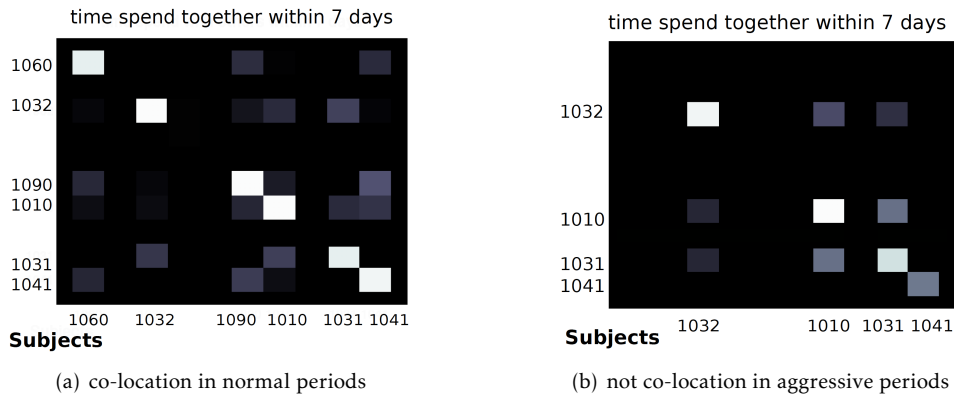 time spend together within 7 days
1060
1032
1090
1010
1031
1041
1060 1032 1090 1010 1031 1041
Subjects
(a) co-location in normal periods
time spend together within 7 days
1032
1010
1031
1041
1032 1010 1031 1041
Subjects
(b) not co-location in aggressive periods